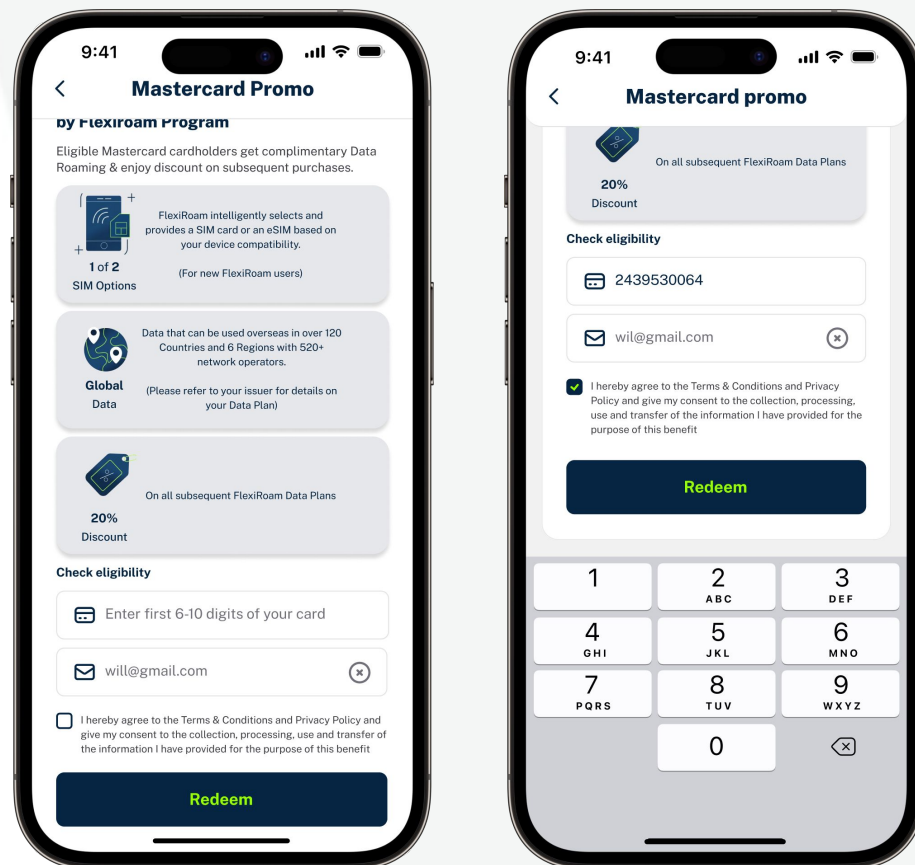 9:41
Mastercard Promo
by Flexiroam Program
Eligible Mastercard cardholders get complimentary Data
Roaming & enjoy discount on subsequent purchases.
1 of 2
SIM Options
FlexiRoam intelligently selects and
provides a SIM card or an eSIM based on
your device compatibility.
(For new FlexiRoam users)
Global
Data
Data that can be used overseas in over 120
Countries and 6 Regions with 520+
network operators.
(Please refer to your issuer for details on
your Data Plan)
20%
Discount
On all subsequent FlexiRoam Data Plans
Check eligibility
Enter first 6-10 digits of your card
will@gmail.com
I hereby agree to the Terms & Conditions and Privacy Policy and
give my consent to the collection, processing, use and transfer of
the information I have provided for the purpose of this benefit
Redeem
9:41
Mastercard promo
20%
Discount
On all subsequent FlexiRoam Data Plans
Check eligibility
2439530064
wil@gmail.com
I hereby agree to the Terms & Conditions and Privacy
Policy and give my consent to the collection, processing,
use and transfer of the information I have provided for the
purpose of this benefit
Redeem
1
2
ABC
3
DEF
4
GHI
5
JKL
6
MNO
7
PQRS
8
TUV
9
WXYZ
0